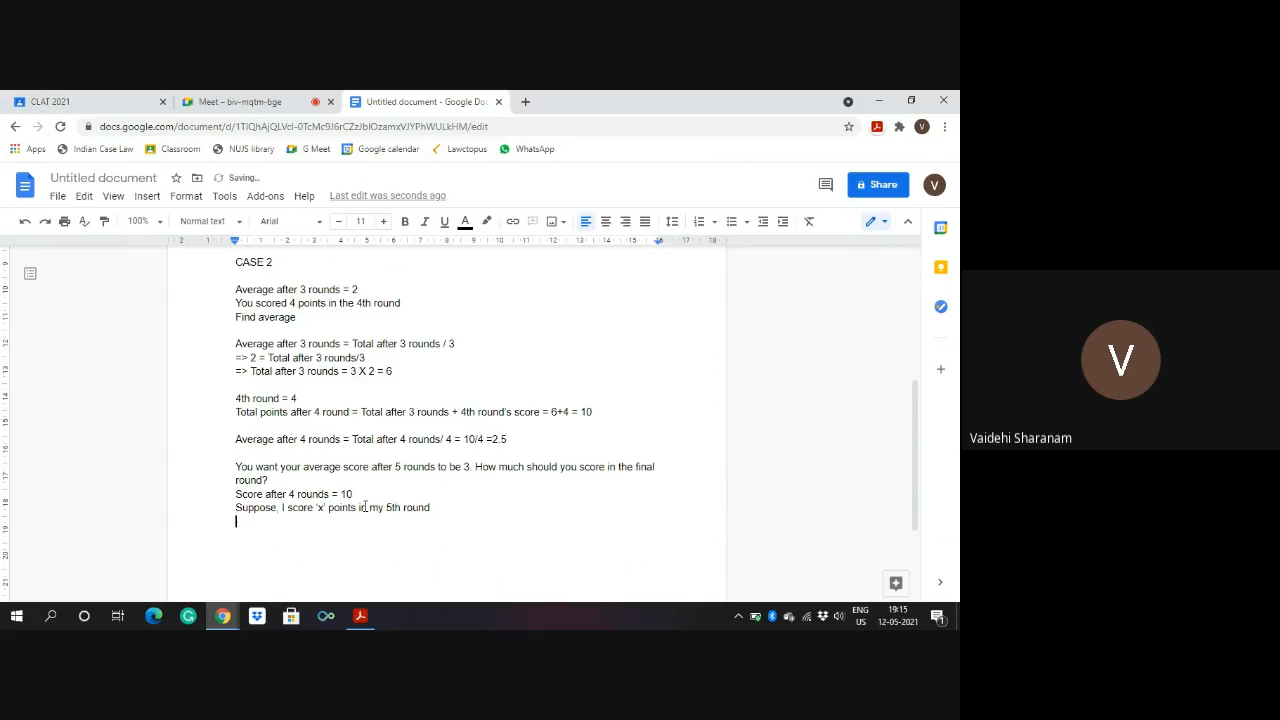 CLAT 2021
Meet – biv-mqtm-bge
Untitled document - Google Doc
docs.google.com/document/d/1TlQhAjQLVcI-0TcMc9J6rCZzJblOzamxVJYPhWULkHM/edit
Apps
Indian Case Law
Classroom
NUJS library
G Meet
Google calendar
Lawctopus
WhatsApp
Untitled document
Saving...
Share
V
File Edit View Insert Format Tools Add-ons Help
Last edit was seconds ago
100%
Normal text
Arial
11
CASE 2
Average after 3 rounds = 2
You scored 4 points in the 4th round
Find average
Average after 3 rounds = Total after 3 rounds / 3
=> 2 = Total after 3 rounds/3
=> Total after 3 rounds = 3 X 2 = 6
4th round = 4
Total points after 4 round = Total after 3 rounds + 4th round's score = 6+4 = 10
Average after 4 rounds = Total after 4 rounds/ 4 = 10/4 =2.5
You want your average score after 5 rounds to be 3. How much should you score in the final
round?
Score after 4 rounds = 10
Suppose, I score 'x' points in my 5th round
V
Vaidehi Sharanam
ENG
US
19:15
12-05-2021